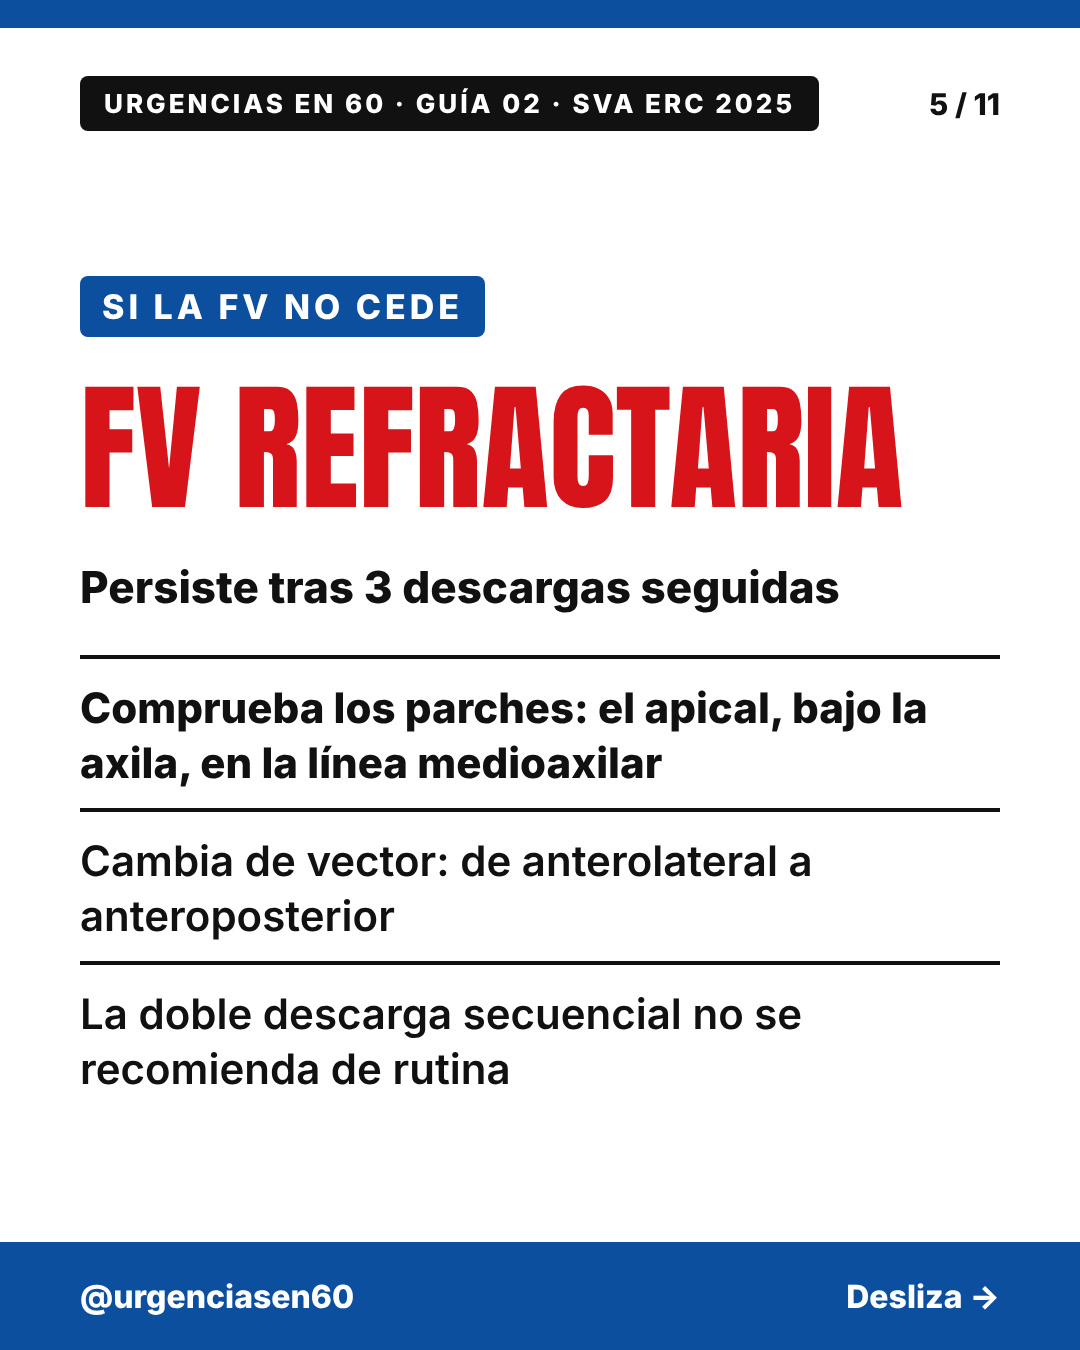 URGENCIAS EN 60 · GUÍA 02 · SVA ERC 2025
5 / 11
SI LA FV NO CEDE
FV REFRACTARIA
Persiste tras 3 descargas seguidas
Comprueba los parches: el apical, bajo la
axila, en la línea medioaxilar
Cambia de vector: de anterolateral a
anteroposterior
La doble descarga secuencial no se
recomienda de rutina
@urgenciasen60
Desliza →